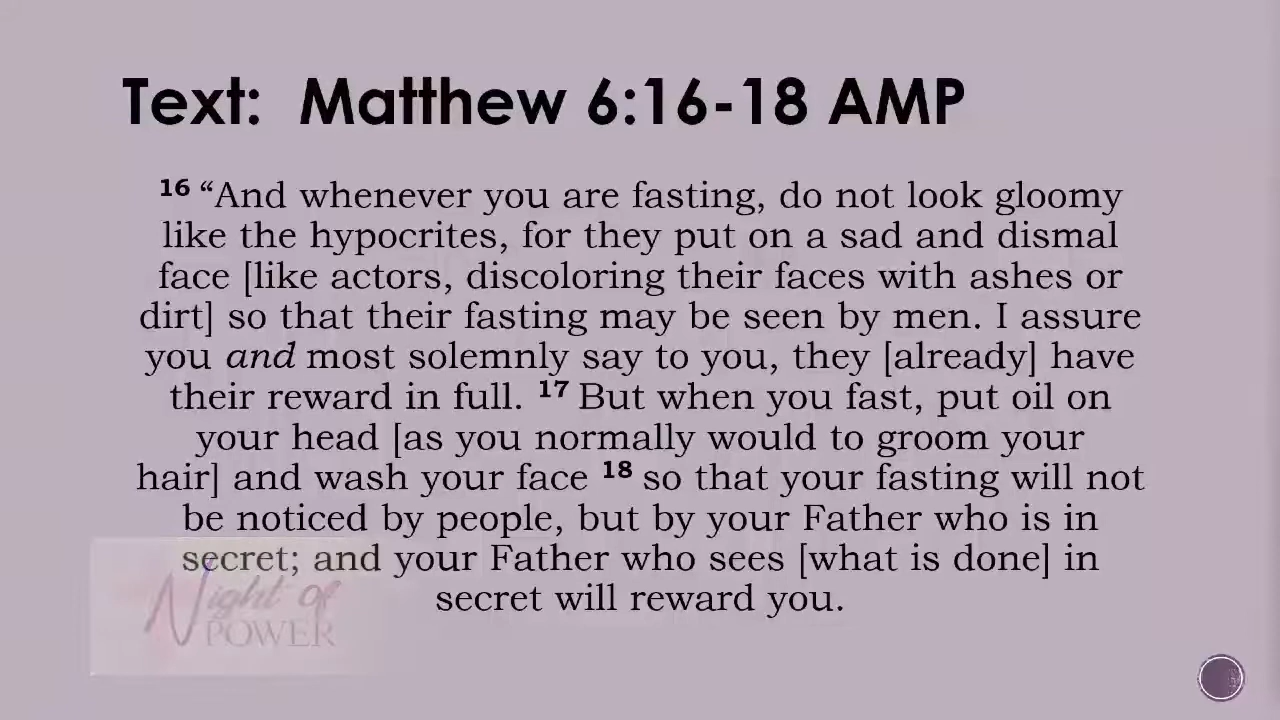 Text: Matthew 6:16-18 AMP
16 “And whenever you are fasting, do not look gloomy
like the hypocrites, for they put on a sad and dismal
face [like actors, discoloring their faces with ashes or
dirt] so that their fasting may be seen by men. I assure
you and most solemnly say to you, they [already] have
their reward in full. 17 But when you fast, put oil on
your head [as you normally would to groom your
hair] and wash your face 18 so that your fasting will not
be noticed by people, but by your Father who is in
secret; and your Father who sees [what is done] in
secret will reward you.
Night of
POWER